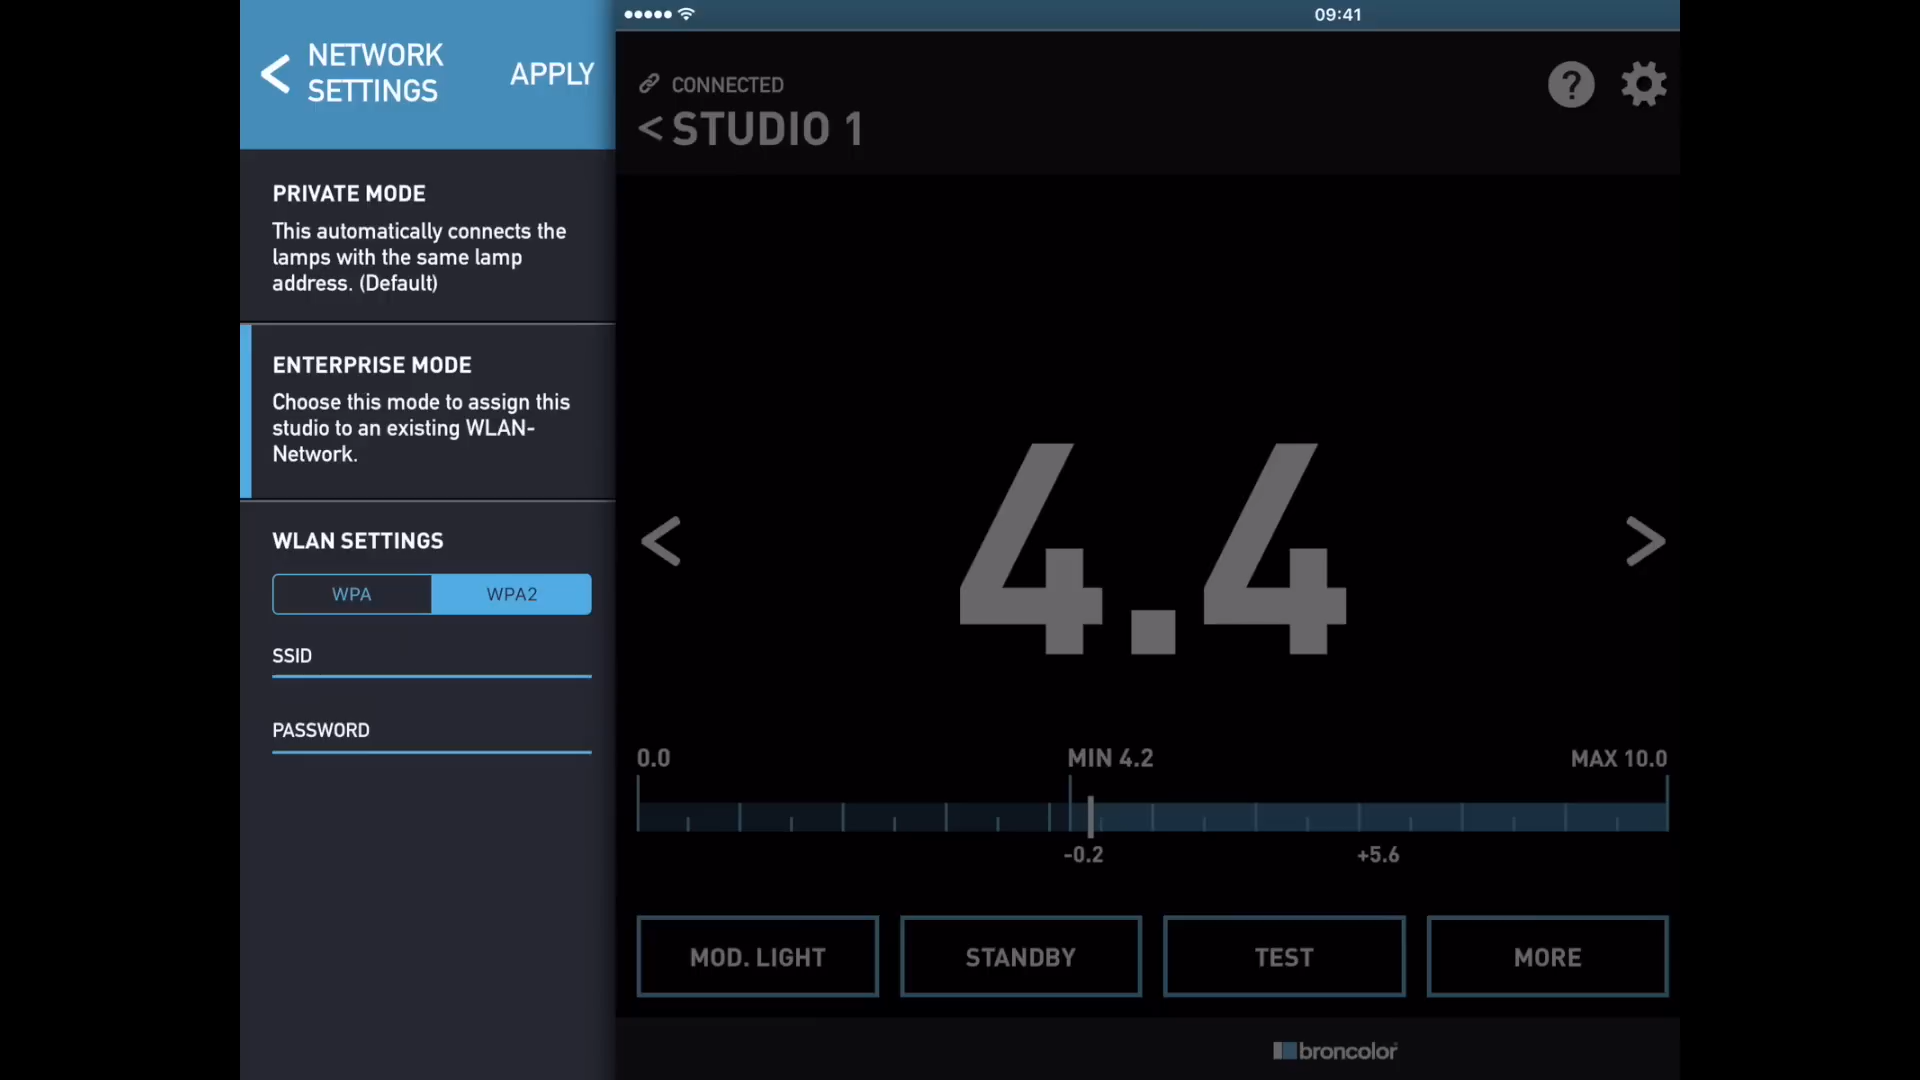 NETWORK
SETTINGS
APPLY
PRIVATE MODE
This automatically connects the
lamps with the same lamp
address. (Default)
ENTERPRISE MODE
Choose this mode to assign this
studio to an existing WLAN-
Network.
WLAN SETTINGS
WPA WPA2
SSID
PASSWORD
09:41
CONNECTED
< STUDIO 1
?
< 4.4 >
0.0 MIN 4.2 MAX 10.0
-0.2 +5.6
MOD. LIGHT STANDBY TEST MORE
broncolor